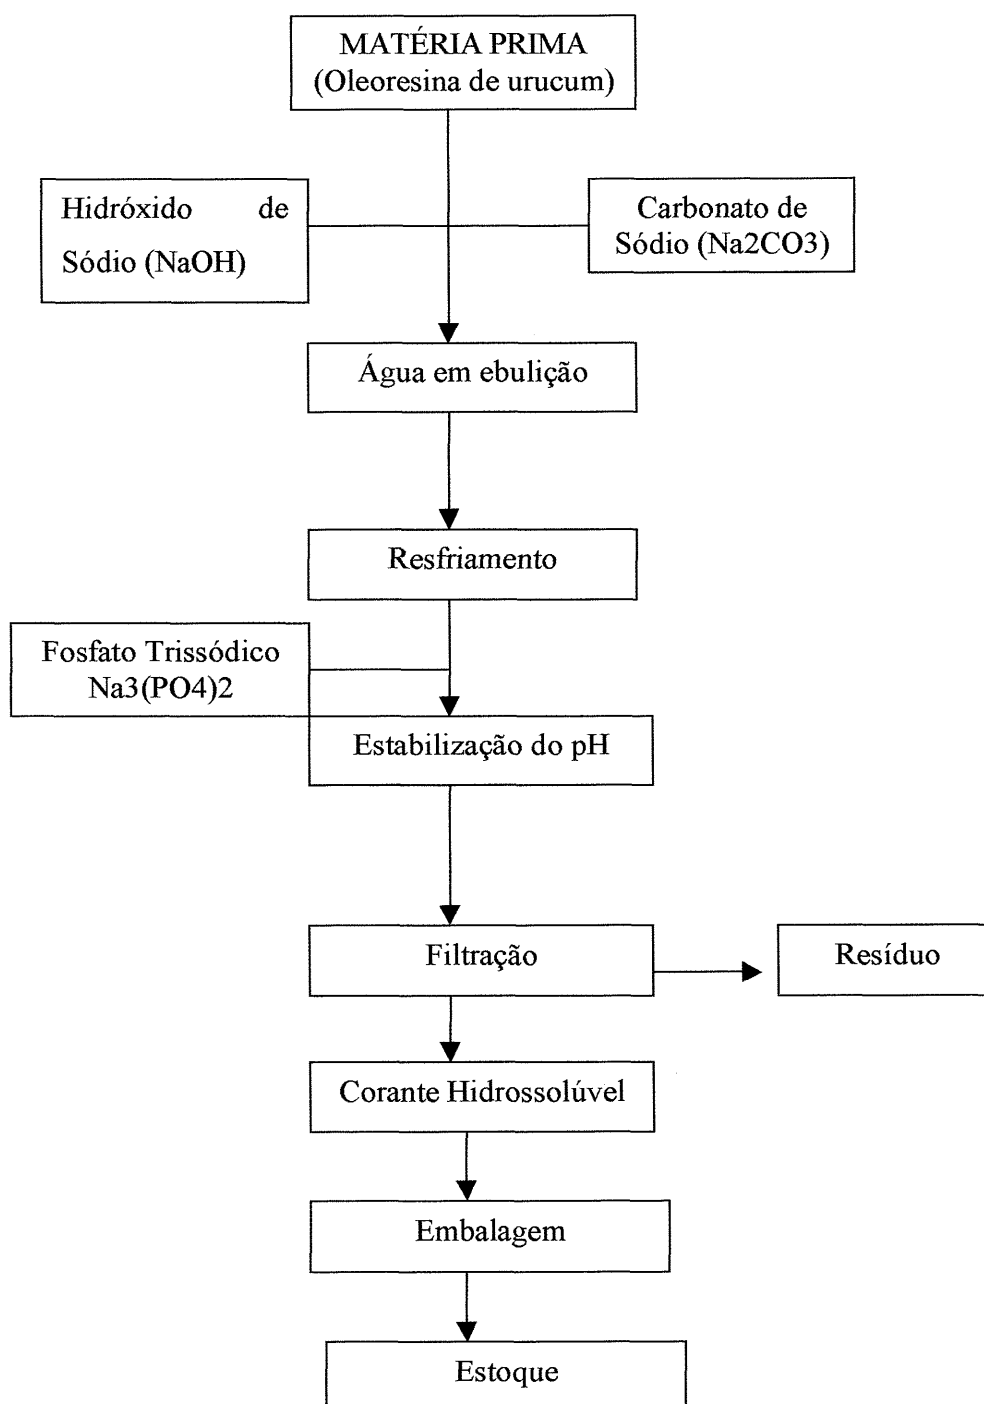 MATÉRIA PRIMA
(Oleoresina de urucum)
Hidróxido de
Sódio (NaOH)
Carbonato de
Sódio (Na2CO3)
Água em ebulição
Resfriamento
Fosfato Trissódico
Na3(PO4)2
Estabilização do pH
Filtração
Resíduo
Corante Hidrossolúvel
Embalagem
Estoque